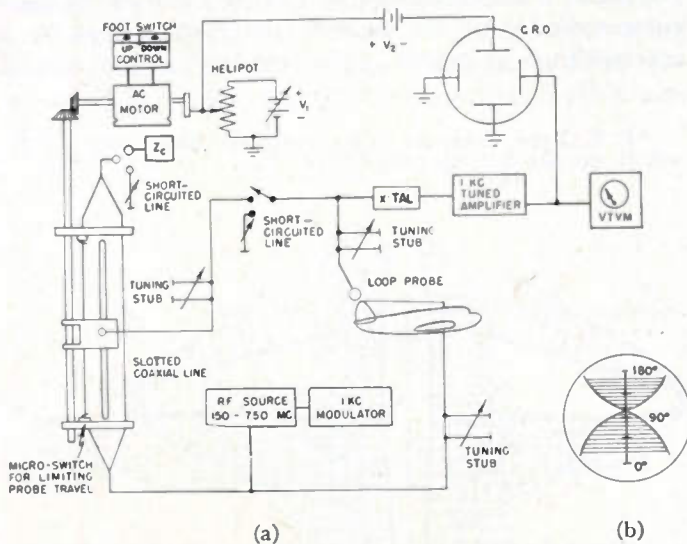 FOOT SWITCH
UP DOWN
CONTROL
AC
MOTOR
HELIPOT
+
V₁
-
+ V₂ -
C.R.O.
Z_C
SHORT-
CIRCUITED
LINE
SHORT-
CIRCUITED
LINE
X TAL
1 KC
TUNED
AMPLIFIER
VTVM
TUNING
STUB
TUNING
STUB
LOOP PROBE
SLOTTED
COAXIAL LINE
RF SOURCE
150 - 750 MC
1 KC
MODULATOR
TUNING
STUB
MICRO-SWITCH
FOR LIMITING
PROBE TRAVEL
180°
90°
0°
(a)
(b)